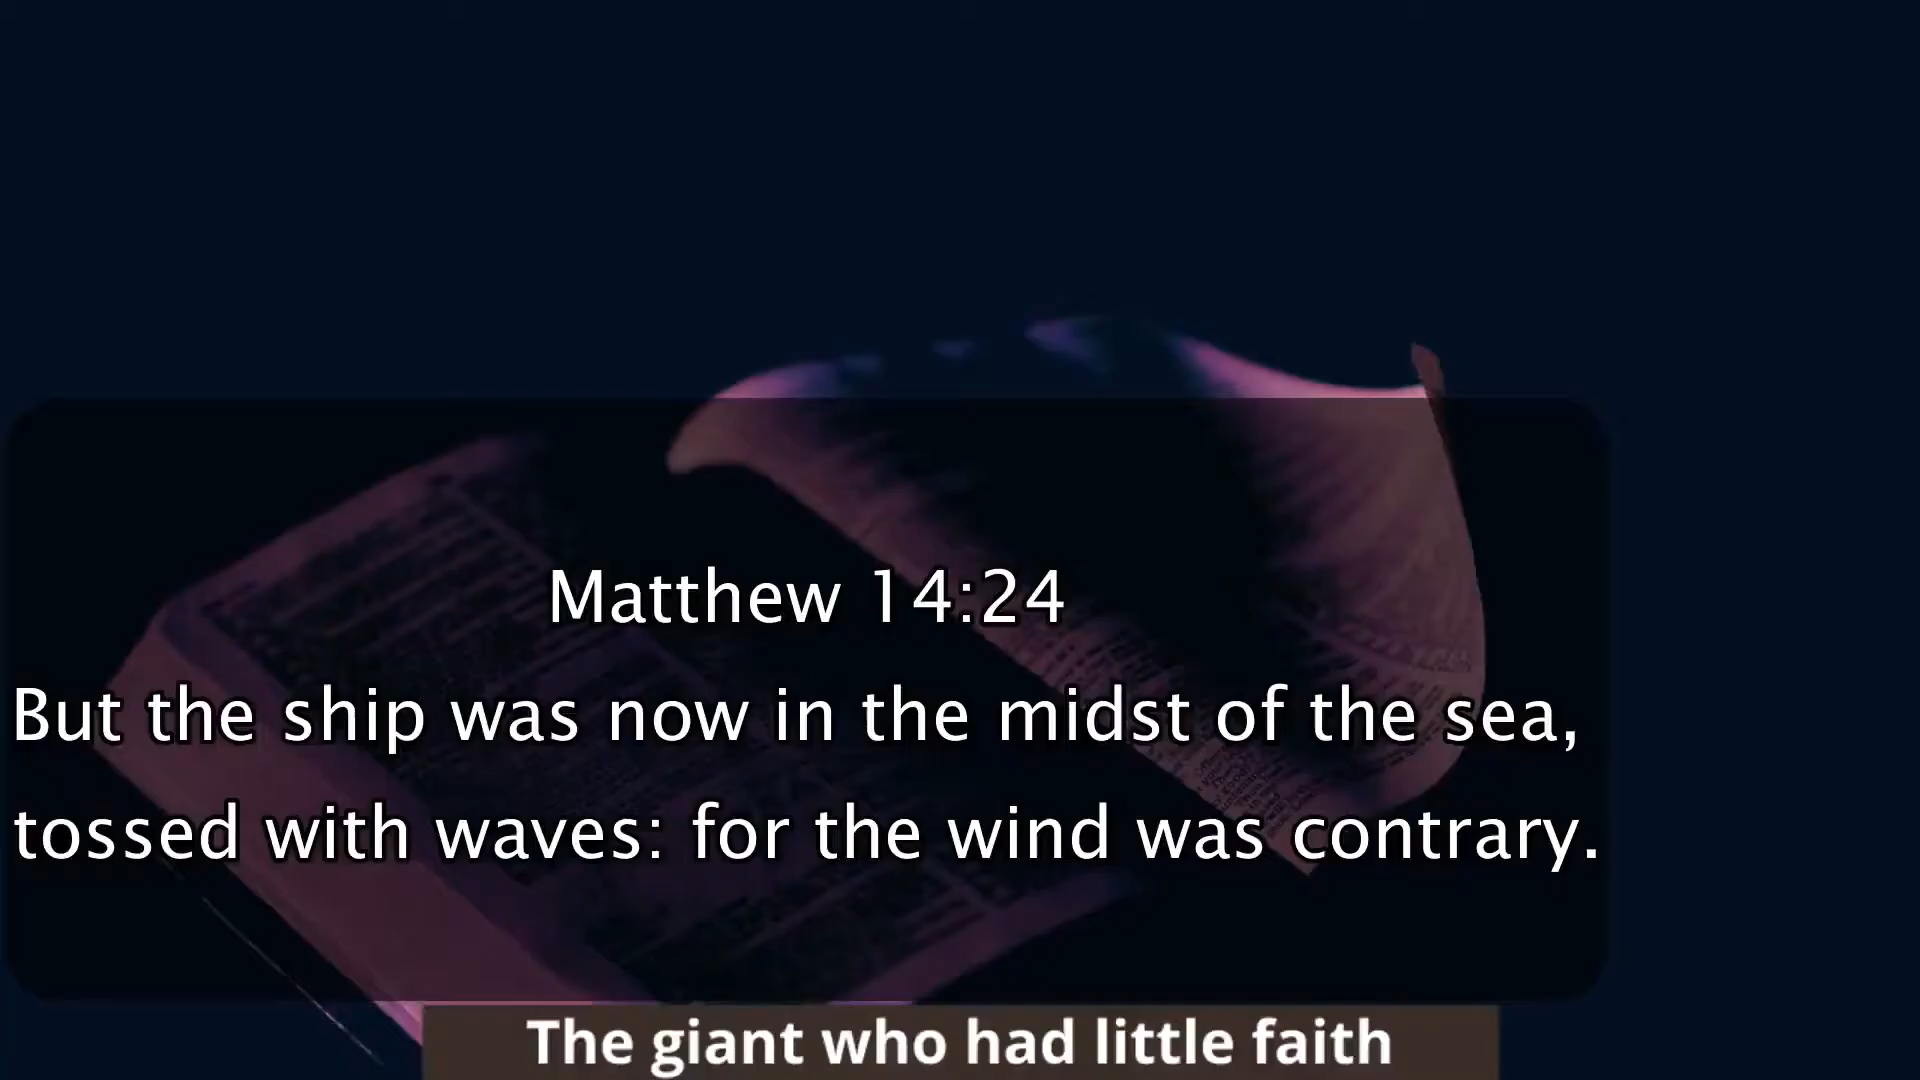 Matthew 14:24
But the ship was now in the midst of the sea,
tossed with waves: for the wind was contrary.
The giant who had little faith